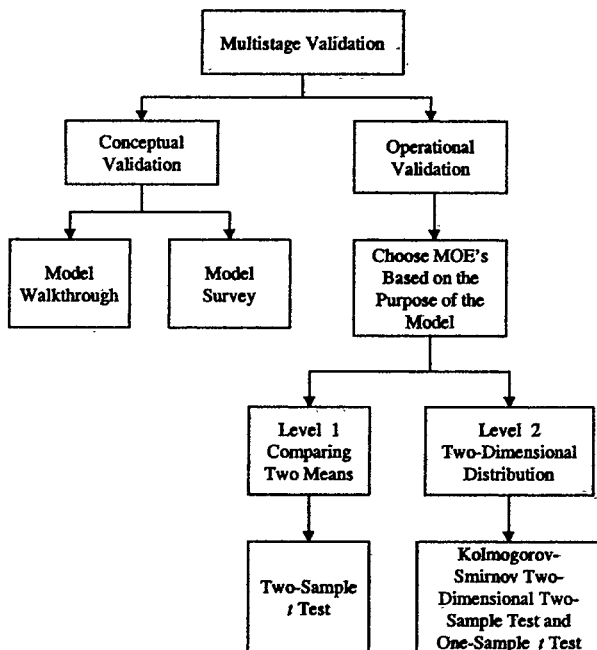 Multistage Validation
Conceptual
Validation
Operational
Validation
Model
Walkthrough
Model
Survey
Choose MOE's
Based on the
Purpose of the
Model
Level 1
Comparing
Two Means
Level 2
Two-Dimensional
Distribution
Two-Sample
t Test
Kolmogorov-
Smirnov Two-
Dimensional Two-
Sample Test and
One-Sample t Test